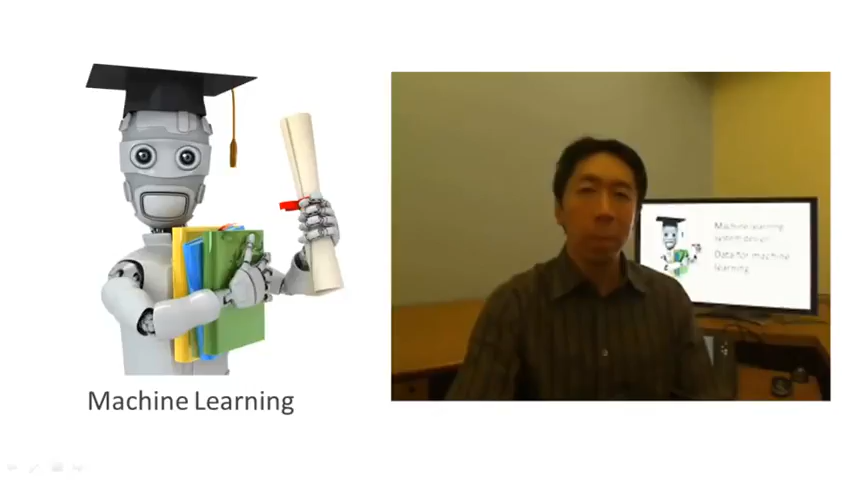 Machine Learning
Machine learning
system design
Data for machine
learning